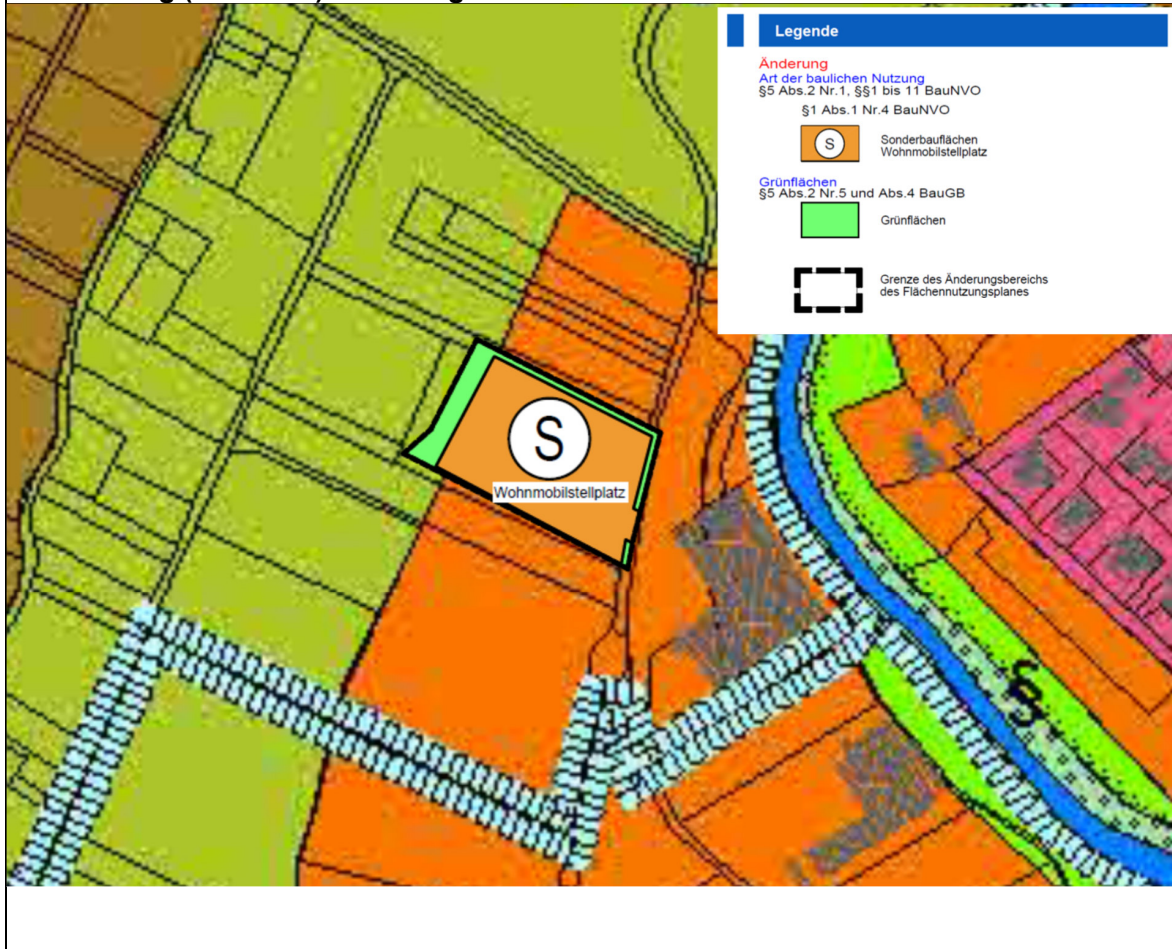 Legende
Änderung
Art der baulichen Nutzung
§5 Abs.2 Nr.1, §§1 bis 11 BauNVO
§1 Abs.1 Nr.4 BauNVO
S
Sonderbauflächen
Wohnmobilstellplatz
Grünflächen
§5 Abs.2 Nr.5 und Abs.4 BauGB
Grünflächen
Grenze des Änderungsbereichs
des Flächennutzungsplanes
S
Wohnmobilstellplatz